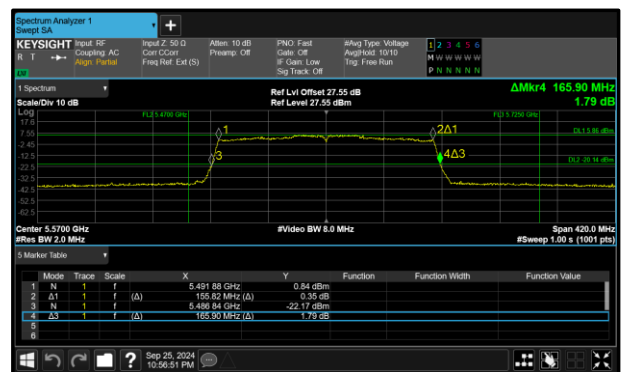 Spectrum Analyzer 1
Swept SA
+
KEYSIGHT Input: RF Input Z: 50 Ω Atten: 10 dB PNO: Fast #Avg Type: Voltage 1 2 3 4 5 6
R T Coupling: AC Corr CCorr Preamp: Off Gate: Off Avg|Hold: 10/10 M W W W W W
Align: Partial Freq Ref: Ext (S) IF Gain: Low Trig: Free Run
Sig Track: Off P N N N N N
1 Spectrum Ref Lvl Offset 27.55 dB ΔMkr4 165.90 MHz
Scale/Div 10 dB Ref Level 27.55 dBm 1.79 dB
Log FL2 5.4700 GHz FL3 5.7250 GHz
17.6
7.55 1 2Δ1 DL1 5.86 dBm
-2.45
-12.5 3 4Δ3
-22.5 DL2 -20.14 dBm
-32.5
-42.5
-52.5
-62.5
Center 5.5700 GHz #Video BW 8.0 MHz Span 420.0 MHz
#Res BW 2.0 MHz #Sweep 1.00 s (1001 pts)
5 Marker Table
Mode Trace Scale X Y Function Function Width Function Value
1 N 1 f 5.491 88 GHz 0.84 dBm
2 Δ1 1 f (Δ) 155.82 MHz (Δ) 0.35 dB
3 N 1 f 5.486 84 GHz -22.17 dBm
4 Δ3 1 f (Δ) 165.90 MHz (Δ) 1.79 dB
5
6
? Sep 25, 2024
10:56:51 PM